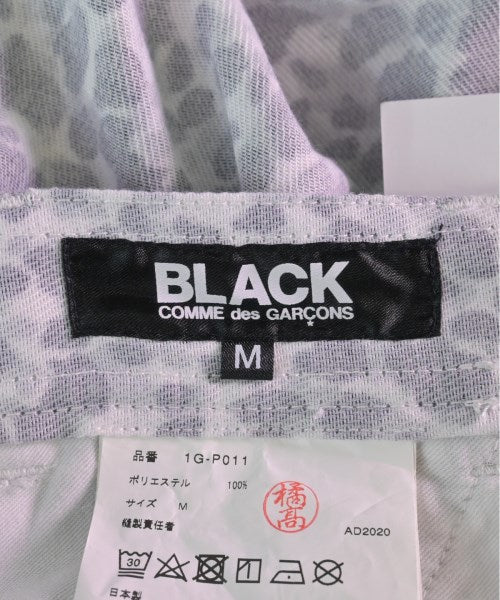 BLACK
COMME des GARÇONS
M
品番 1G-P011
ポリエステル 100%
サイズ M
縫製責任者
橘高
AD2020
30
日本製